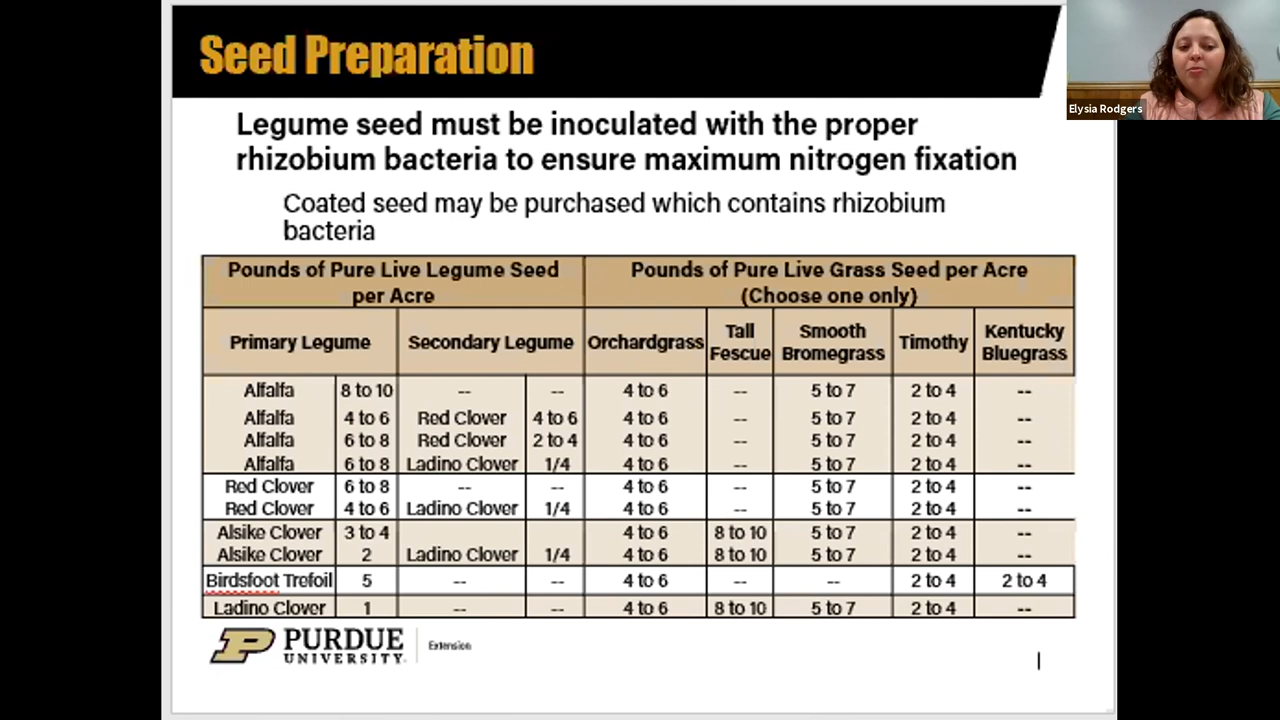 Seed Preparation
Elysia Rodgers
Legume seed must be inoculated with the proper
rhizobium bacteria to ensure maximum nitrogen fixation
Coated seed may be purchased which contains rhizobium
bacteria
Pounds of Pure Live Legume Seed
per Acre
Pounds of Pure Live Grass Seed per Acre
(Choose one only)
Primary Legume Secondary Legume Orchardgrass Tall Fescue Smooth Bromegrass Timothy Kentucky Bluegrass
Alfalfa 8 to 10 -- -- 4 to 6 -- 5 to 7 2 to 4 --
Alfalfa 4 to 6 Red Clover 4 to 6 4 to 6 -- 5 to 7 2 to 4 --
Alfalfa 6 to 8 Red Clover 2 to 4 4 to 6 -- 5 to 7 2 to 4 --
Alfalfa 6 to 8 Ladino Clover 1/4 4 to 6 -- 5 to 7 2 to 4 --
Red Clover 6 to 8 -- -- 4 to 6 -- 5 to 7 2 to 4 --
Red Clover 4 to 6 Ladino Clover 1/4 4 to 6 -- 5 to 7 2 to 4 --
Alsike Clover 3 to 4 4 to 6 8 to 10 5 to 7 2 to 4 --
Alsike Clover 2 Ladino Clover 1/4 4 to 6 8 to 10 5 to 7 2 to 4 --
Birdsfoot Trefoil 5 -- -- 4 to 6 -- -- 2 to 4 2 to 4
Ladino Clover 1 -- -- 4 to 6 8 to 10 5 to 7 2 to 4 --
P PURDUE
UNIVERSITY
Extension